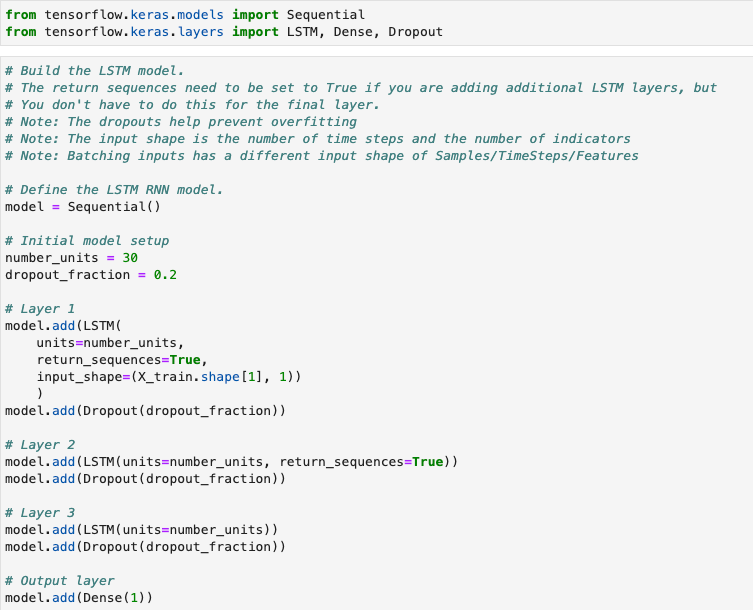 from tensorflow.keras.models import Sequential
from tensorflow.keras.layers import LSTM, Dense, Dropout
# Build the LSTM model.
# The return sequences need to be set to True if you are adding additional LSTM layers, but
# You don't have to do this for the final layer.
# Note: The dropouts help prevent overfitting
# Note: The input shape is the number of time steps and the number of indicators
# Note: Batching inputs has a different input shape of Samples/TimeSteps/Features
# Define the LSTM RNN model.
model = Sequential()
# Initial model setup
number_units = 30
dropout_fraction = 0.2
# Layer 1
model.add(LSTM(
    units=number_units,
    return_sequences=True,
    input_shape=(X_train.shape[1], 1))
    )
model.add(Dropout(dropout_fraction))
# Layer 2
model.add(LSTM(units=number_units, return_sequences=True))
model.add(Dropout(dropout_fraction))
# Layer 3
model.add(LSTM(units=number_units))
model.add(Dropout(dropout_fraction))
# Output layer
model.add(Dense(1))